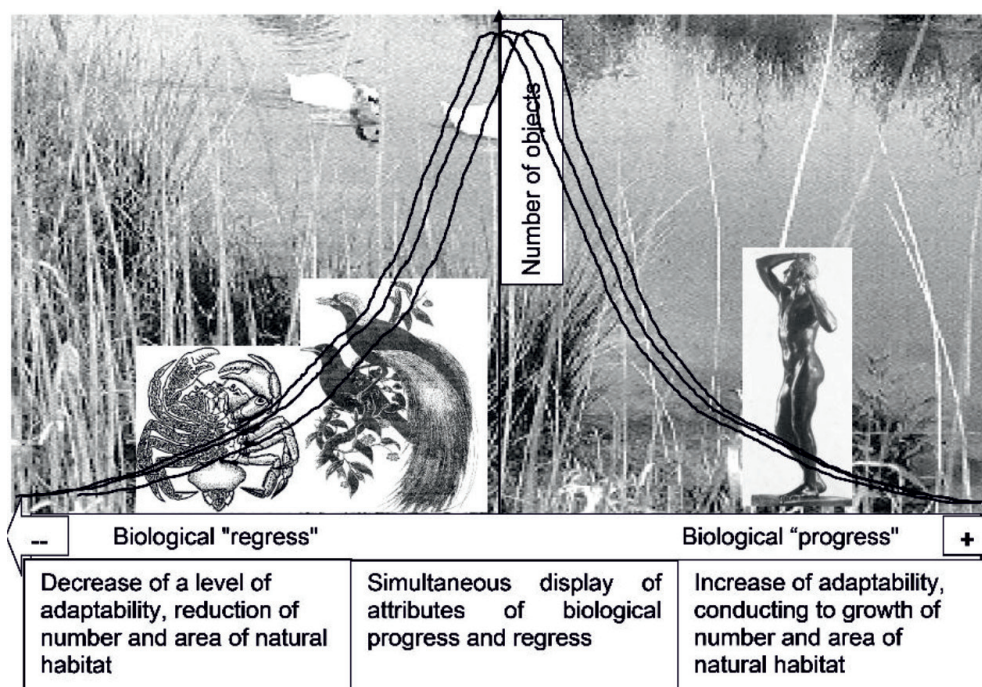 Number of objects
--
Biological "regress"
Biological “progress”
+
Decrease of a level of
adaptability, reduction of
number and area of natural
habitat
Simultaneous display of
attributes of biological
progress and regress
Increase of adaptability,
conducting to growth of
number and area of
natural habitat